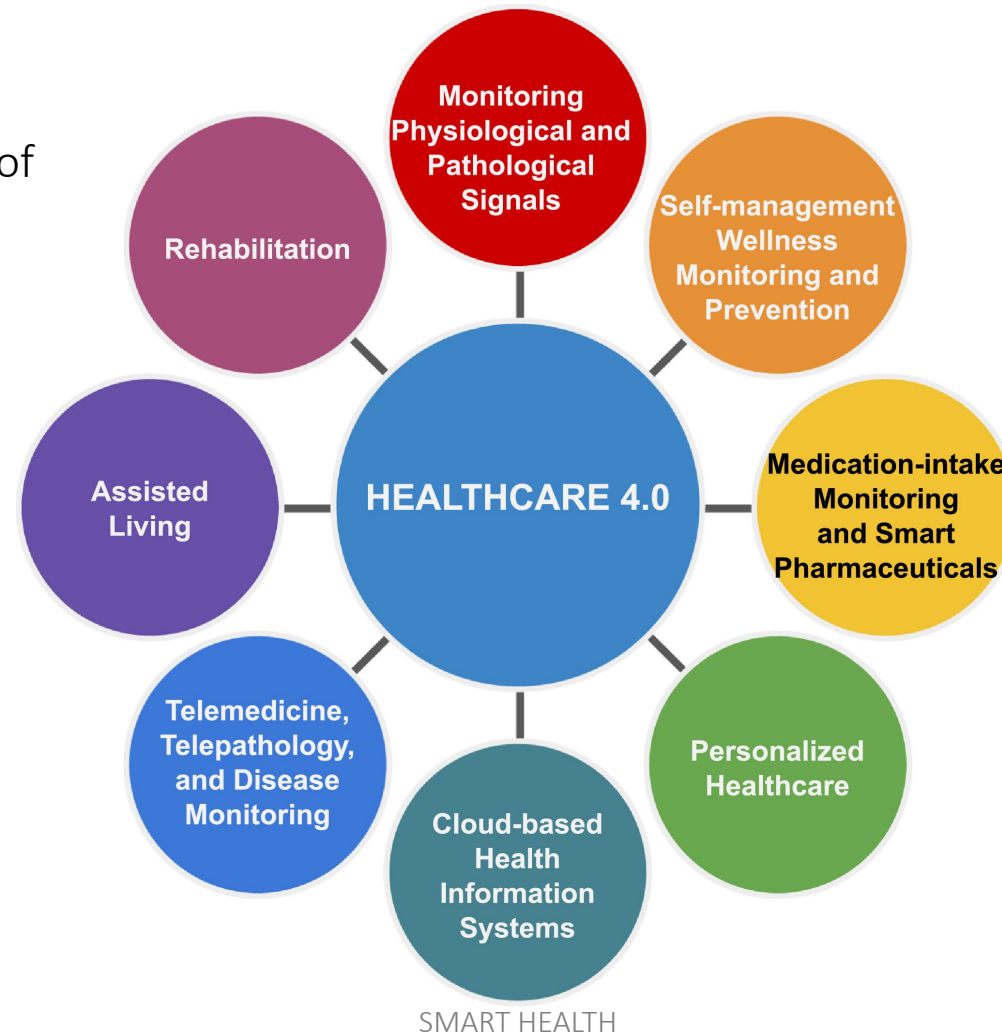 of
Monitoring
Physiological and
Pathological
Signals
Self-management
Wellness
Monitoring and
Prevention
Rehabilitation
Medication-intake
Monitoring
and Smart
Pharmaceuticals
Assisted
Living
HEALTHCARE 4.0
Personalized
Healthcare
Telemedicine,
Telepathology,
and Disease
Monitoring
Cloud-based
Health
Information
Systems
SMART HEALTH